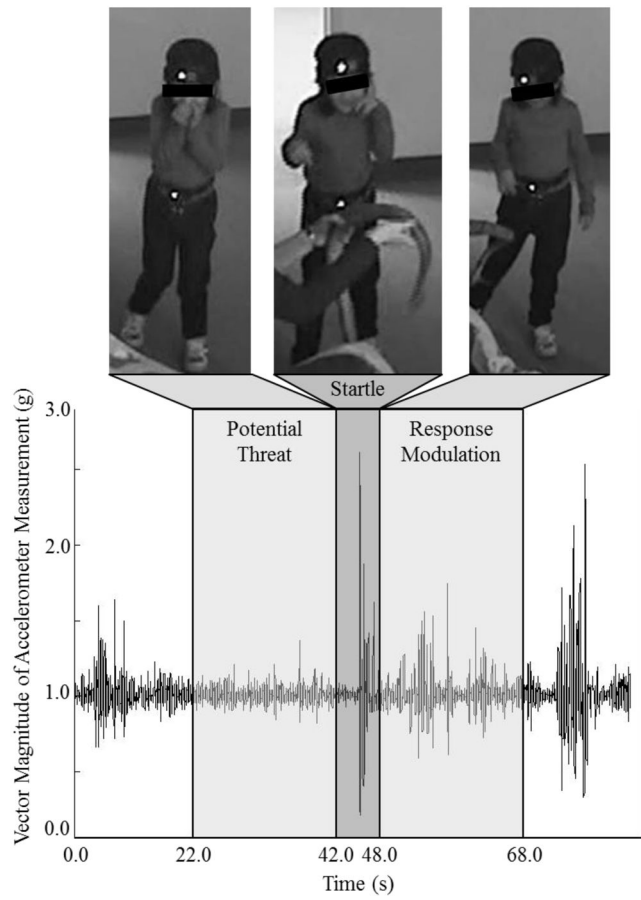 Startle
Potential
Threat
Response
Modulation
Vector Magnitude of Accelerometer Measurement (g)
3.0
2.0
1.0
0.0
0.0
22.0
42.0
48.0
68.0
Time (s)